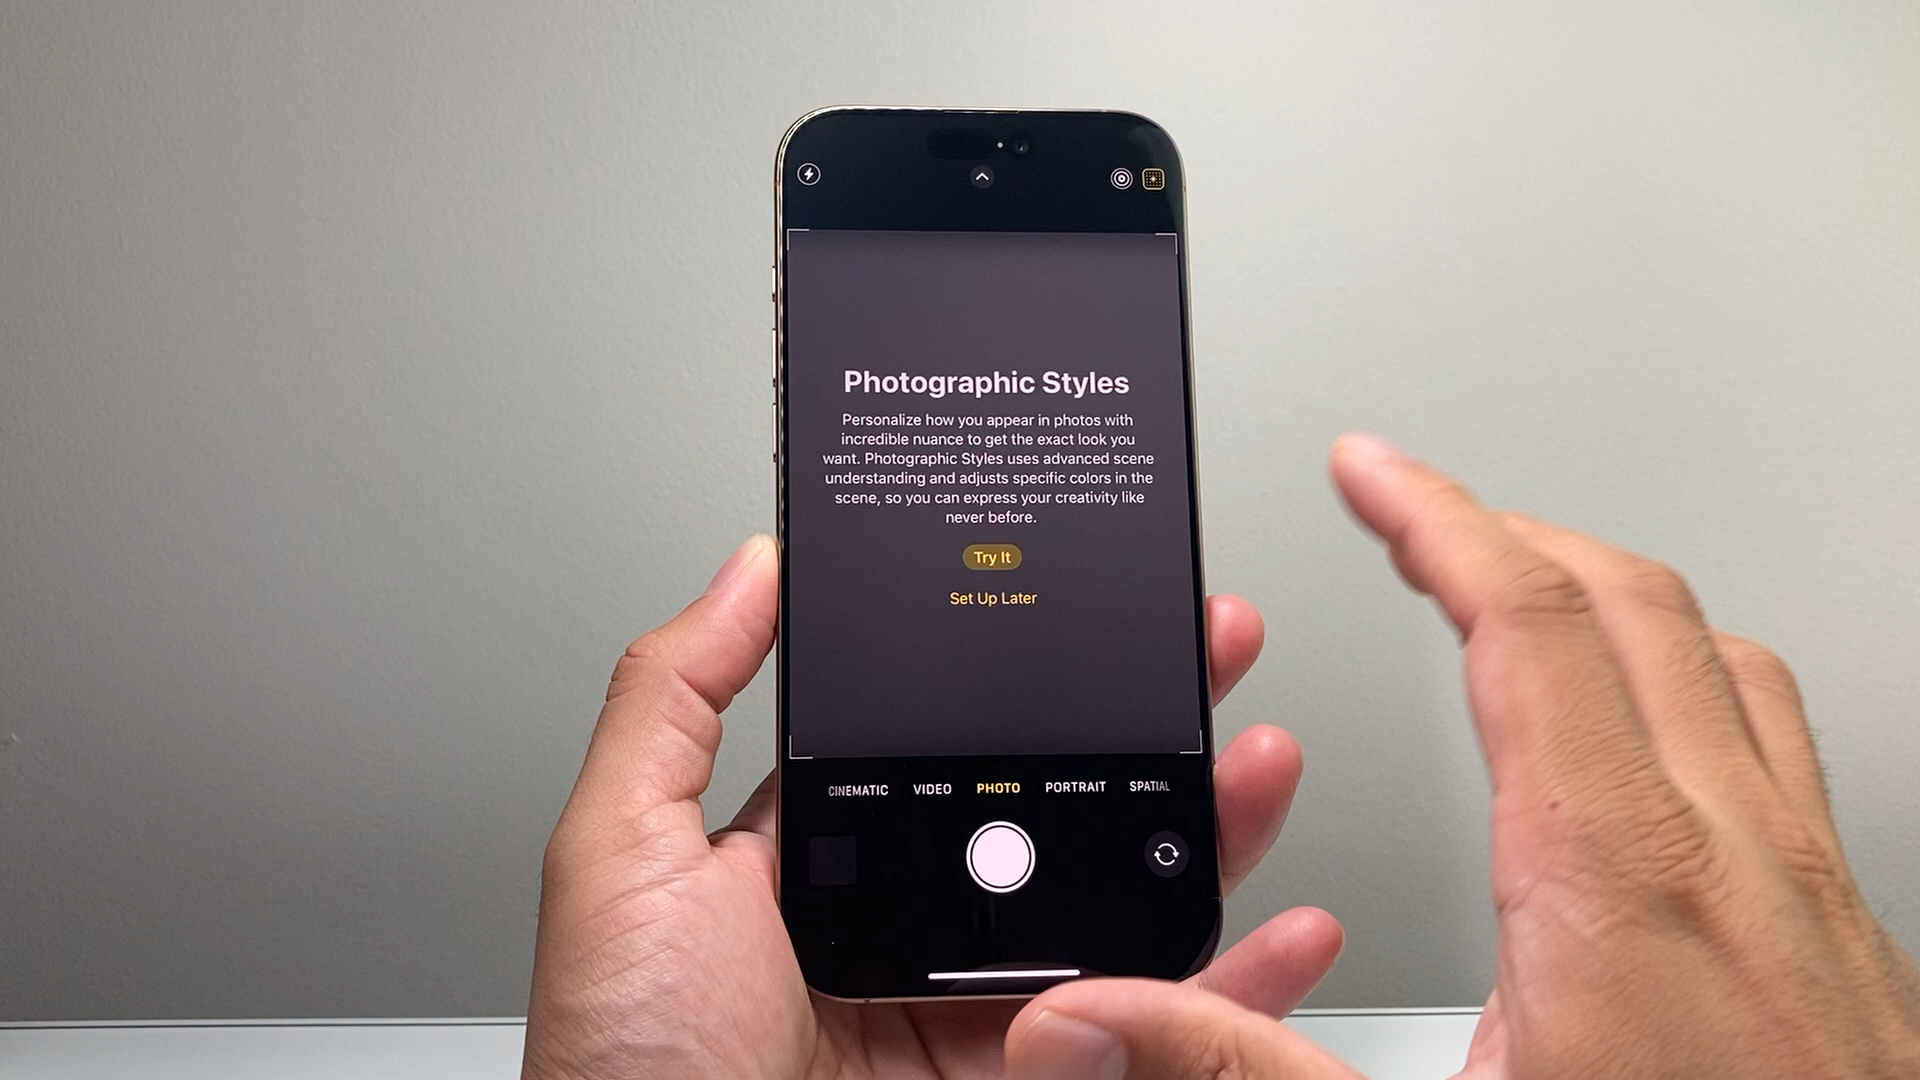 Photographic Styles
Personalize how you appear in photos with
incredible nuance to get the exact look you
want. Photographic Styles uses advanced scene
understanding and adjusts specific colors in the
scene, so you can express your creativity like
never before.
Try It
Set Up Later
CINEMATIC VIDEO PHOTO PORTRAIT SPATIAL